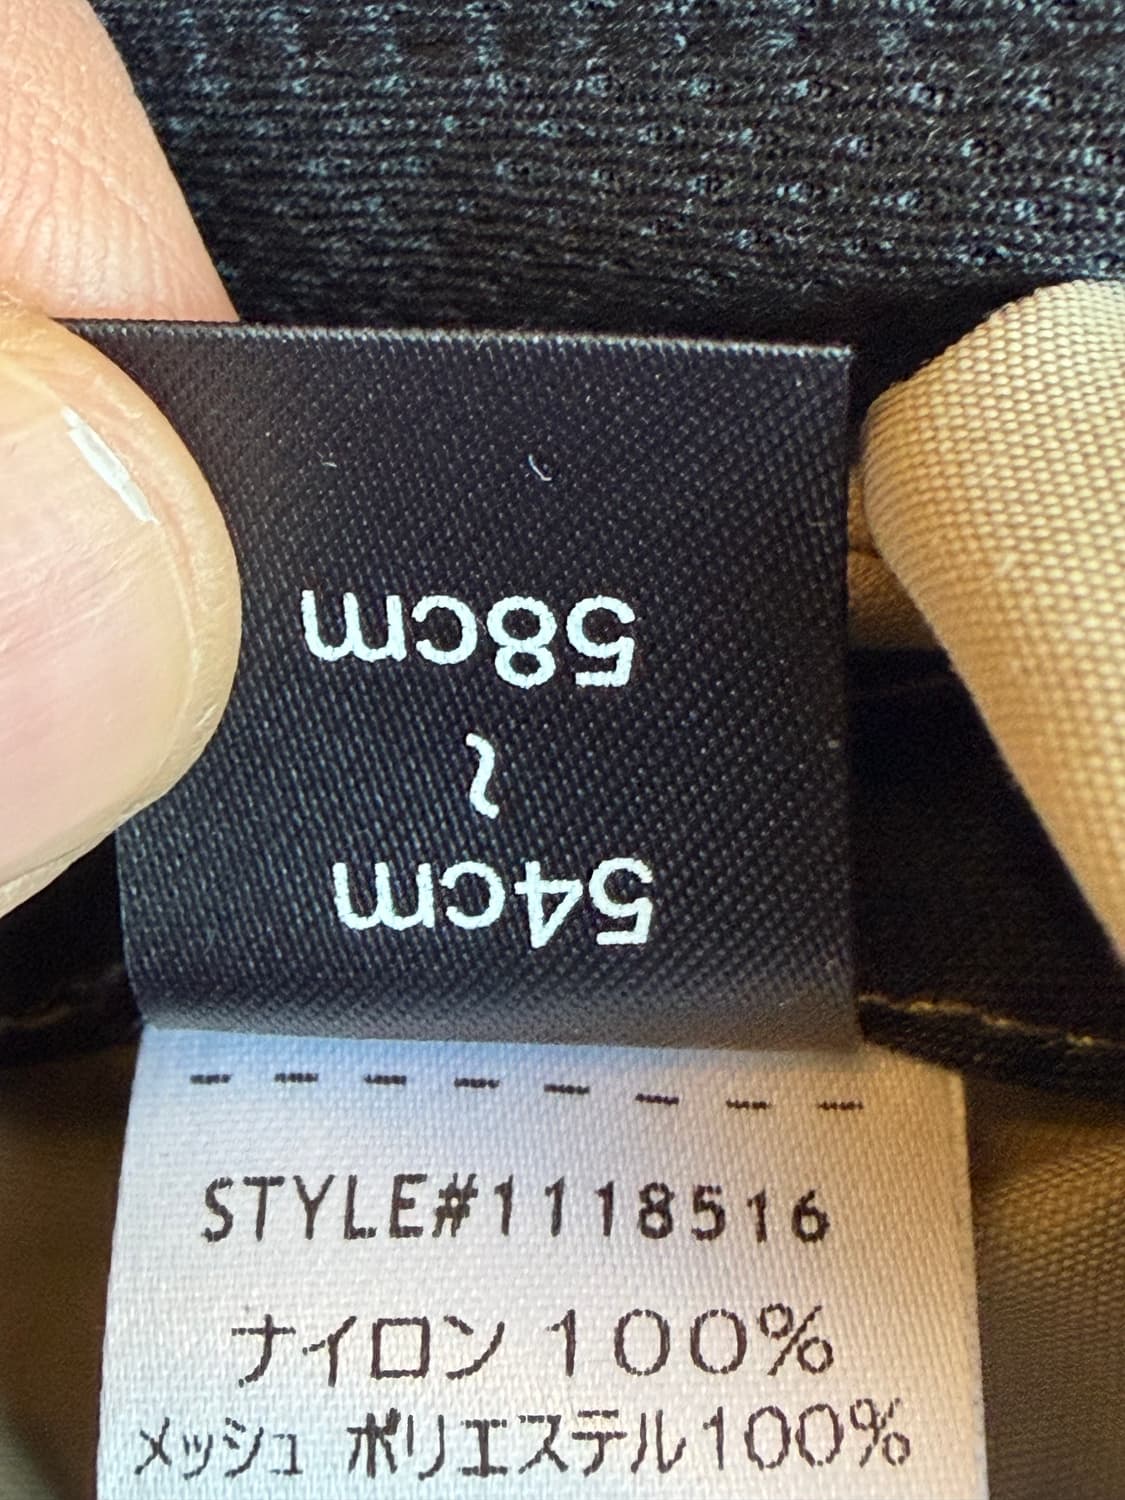 54cm
~
58cm
STYLE#1118516
ナイロン 100%
メッシュ ポリエステル100%